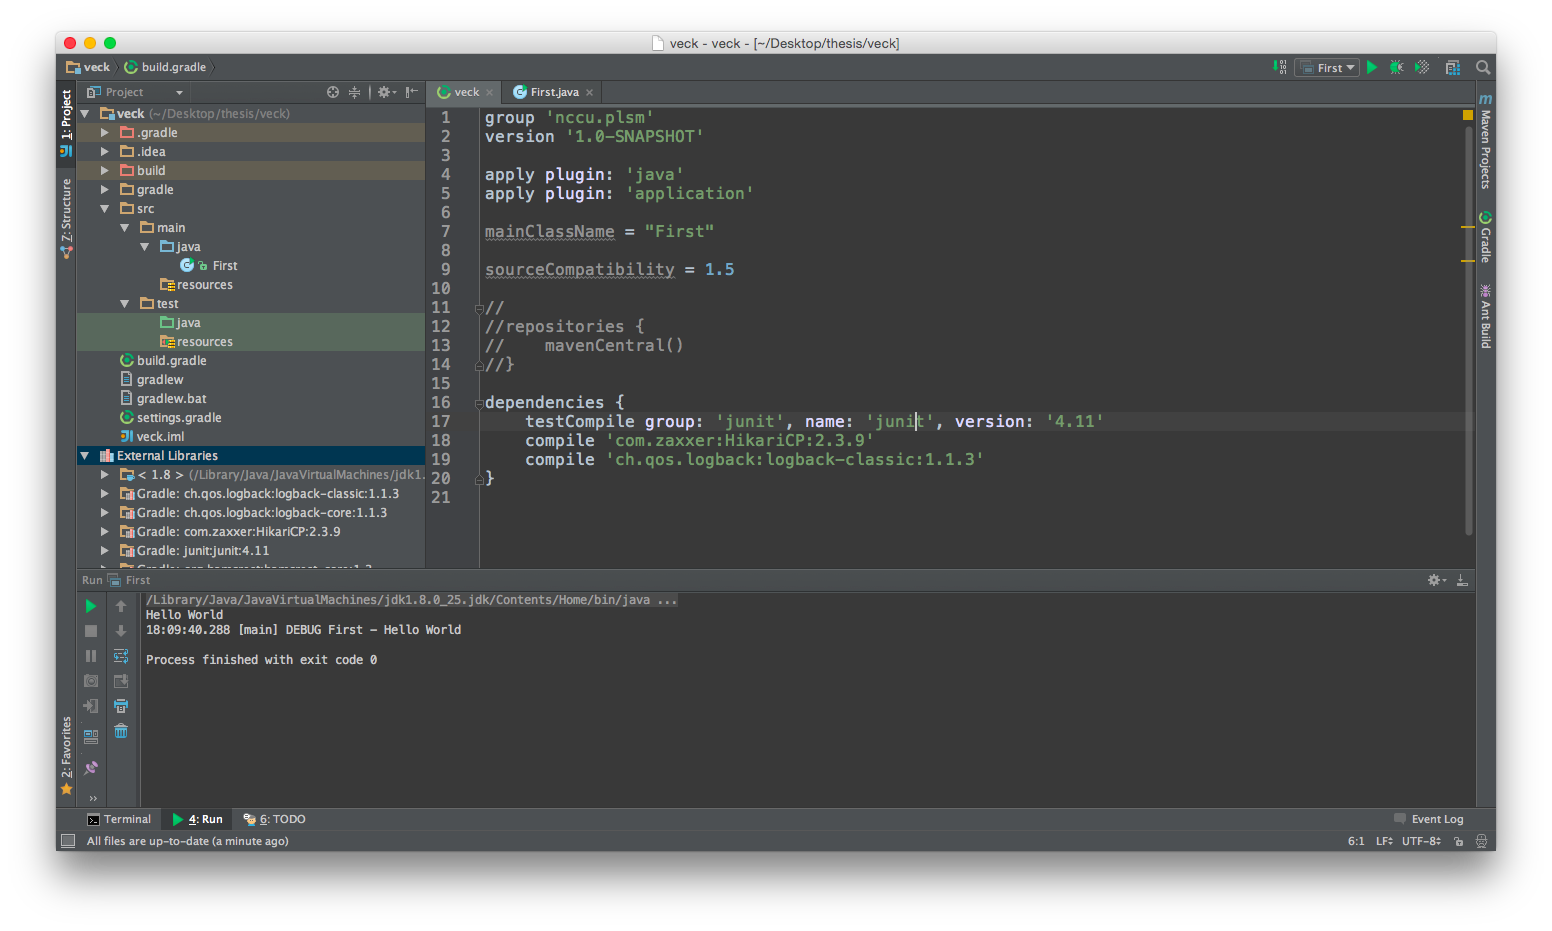 veck - veck - [~/Desktop/thesis/veck]
veck build.gradle
First
1: Project
7: Structure
2: Favorites
Project
veck (~/Desktop/thesis/veck)
.gradle
.idea
build
gradle
src
main
java
First
resources
test
java
resources
build.gradle
gradlew
gradlew.bat
settings.gradle
veck.iml
External Libraries
< 1.8 > (/Library/Java/JavaVirtualMachines/jdk1.
Gradle: ch.qos.logback:logback-classic:1.1.3
Gradle: ch.qos.logback:logback-core:1.1.3
Gradle: com.zaxxer:HikariCP:2.3.9
Gradle: junit:junit:4.11
veck First.java
1 group 'nccu.plsm'
2 version '1.0-SNAPSHOT'
3
4 apply plugin: 'java'
5 apply plugin: 'application'
6
7 mainClassName = "First"
8
9 sourceCompatibility = 1.5
10
11 //
12 //repositories {
13 //    mavenCentral()
14 //}
15
16 dependencies {
17     testCompile group: 'junit', name: 'junit', version: '4.11'
18     compile 'com.zaxxer:HikariCP:2.3.9'
19     compile 'ch.qos.logback:logback-classic:1.1.3'
20 }
21
Maven Projects
Gradle
Ant Build
Run First
/Library/Java/JavaVirtualMachines/jdk1.8.0_25.jdk/Contents/Home/bin/java ...
Hello World
18:09:40.288 [main] DEBUG First - Hello World
Process finished with exit code 0
Terminal 4: Run 6: TODO Event Log
All files are up-to-date (a minute ago) 6:1 LF UTF-8